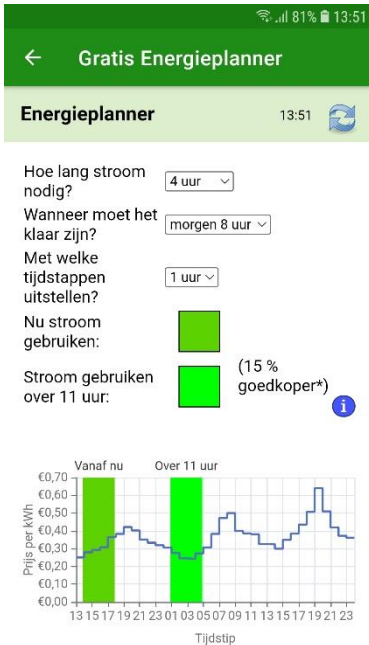 81% 13:51
Gratis Energieplanner
Energieplanner 13:51
Hoe lang stroom
nodig?
4 uur
Wanneer moet het
klaar zijn?
morgen 8 uur
Met welke
tijdstappen
uitstellen?
1 uur
Nu stroom
gebruiken:
Stroom gebruiken
over 11 uur:
(15 %
goedkoper*)
i
Vanaf nu Over 11 uur
Prijs per kWh
€0,70
€0,60
€0,50
€0,40
€0,30
€0,20
€0,10
€0,00
13 15 17 19 21 23 01 03 05 07 09 11 13 15 17 19 21 23
Tijdstip